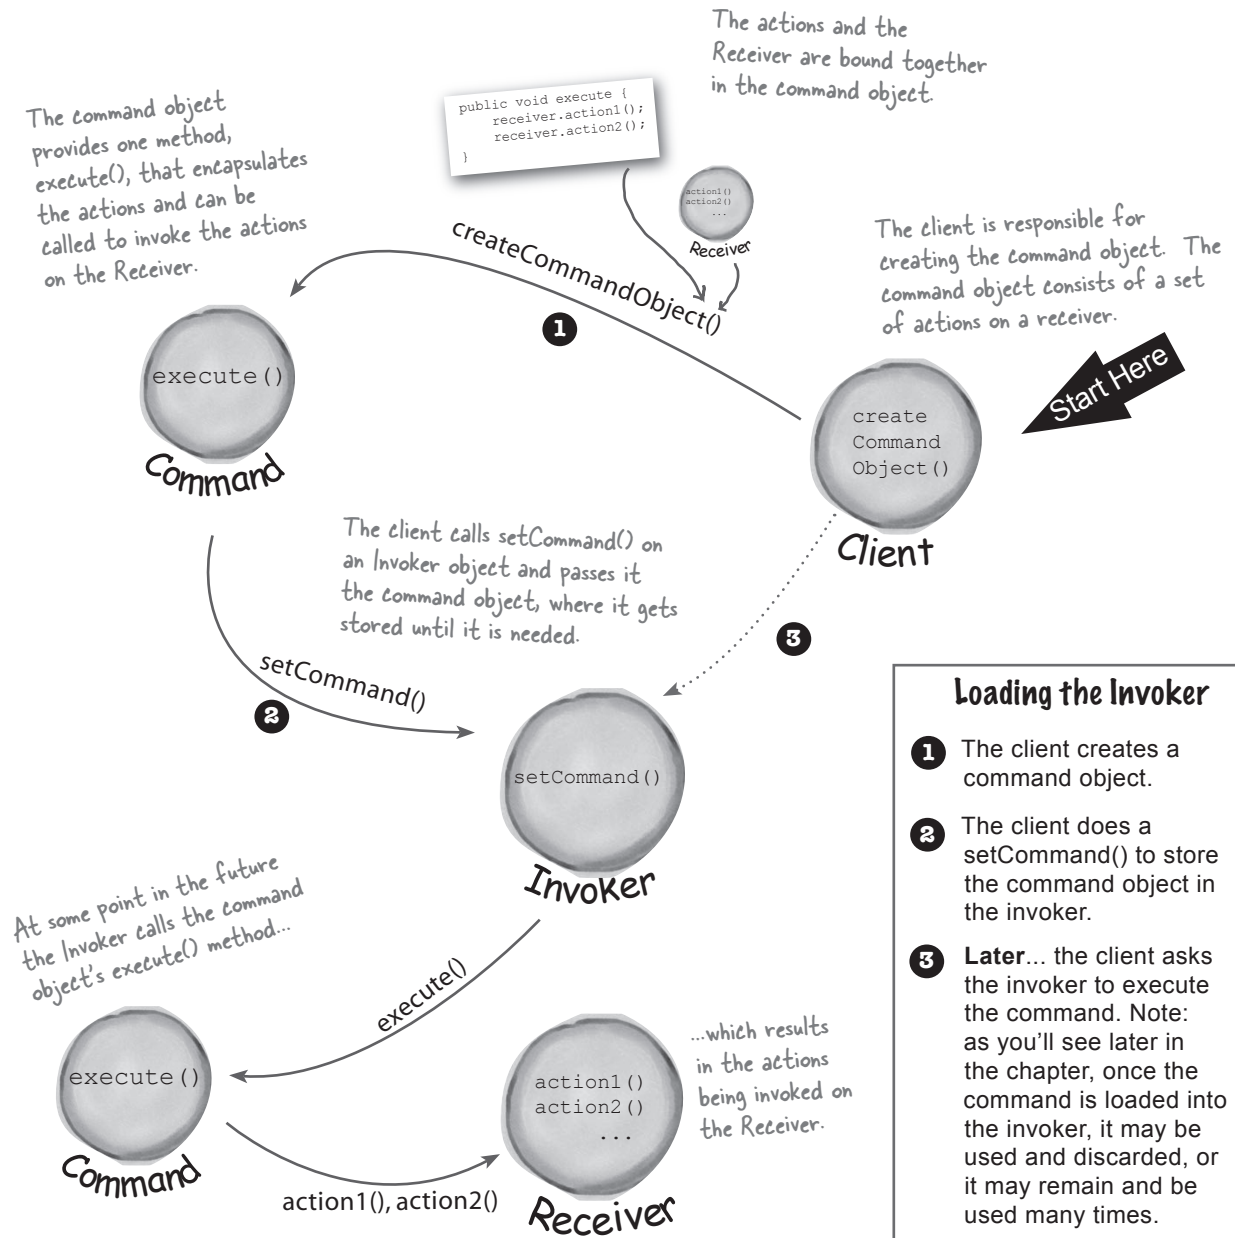 The actions and the
Receiver are bound together
in the command object.
The command object
provides one method,
execute(), that encapsulates
the actions and can be
called to invoke the actions
on the Receiver.
public void execute {
receiver.action1();
receiver.action2();
}
action1()
action2()
...
Receiver
createCommandObject()
1
The client is responsible for
creating the command object. The
command object consists of a set
of actions on a receiver.
Start Here
execute()
Command
create
Command
Object()
Client
The client calls setCommand() on
an Invoker object and passes it
the command object, where it gets
stored until it is needed.
3
setCommand()
2
setCommand()
Invoker
At some point in the future
the Invoker calls the command
object's execute() method...
execute()
execute()
Command
action1(), action2()
action1()
action2()
...
Receiver
...which results
in the actions
being invoked on
the Receiver.
Loading the Invoker
1 The client creates a
command object.
2 The client does a
setCommand() to store
the command object in
the invoker.
3 Later... the client asks
the invoker to execute
the command. Note:
as you'll see later in
the chapter, once the
command is loaded into
the invoker, it may be
used and discarded, or
it may remain and be
used many times.